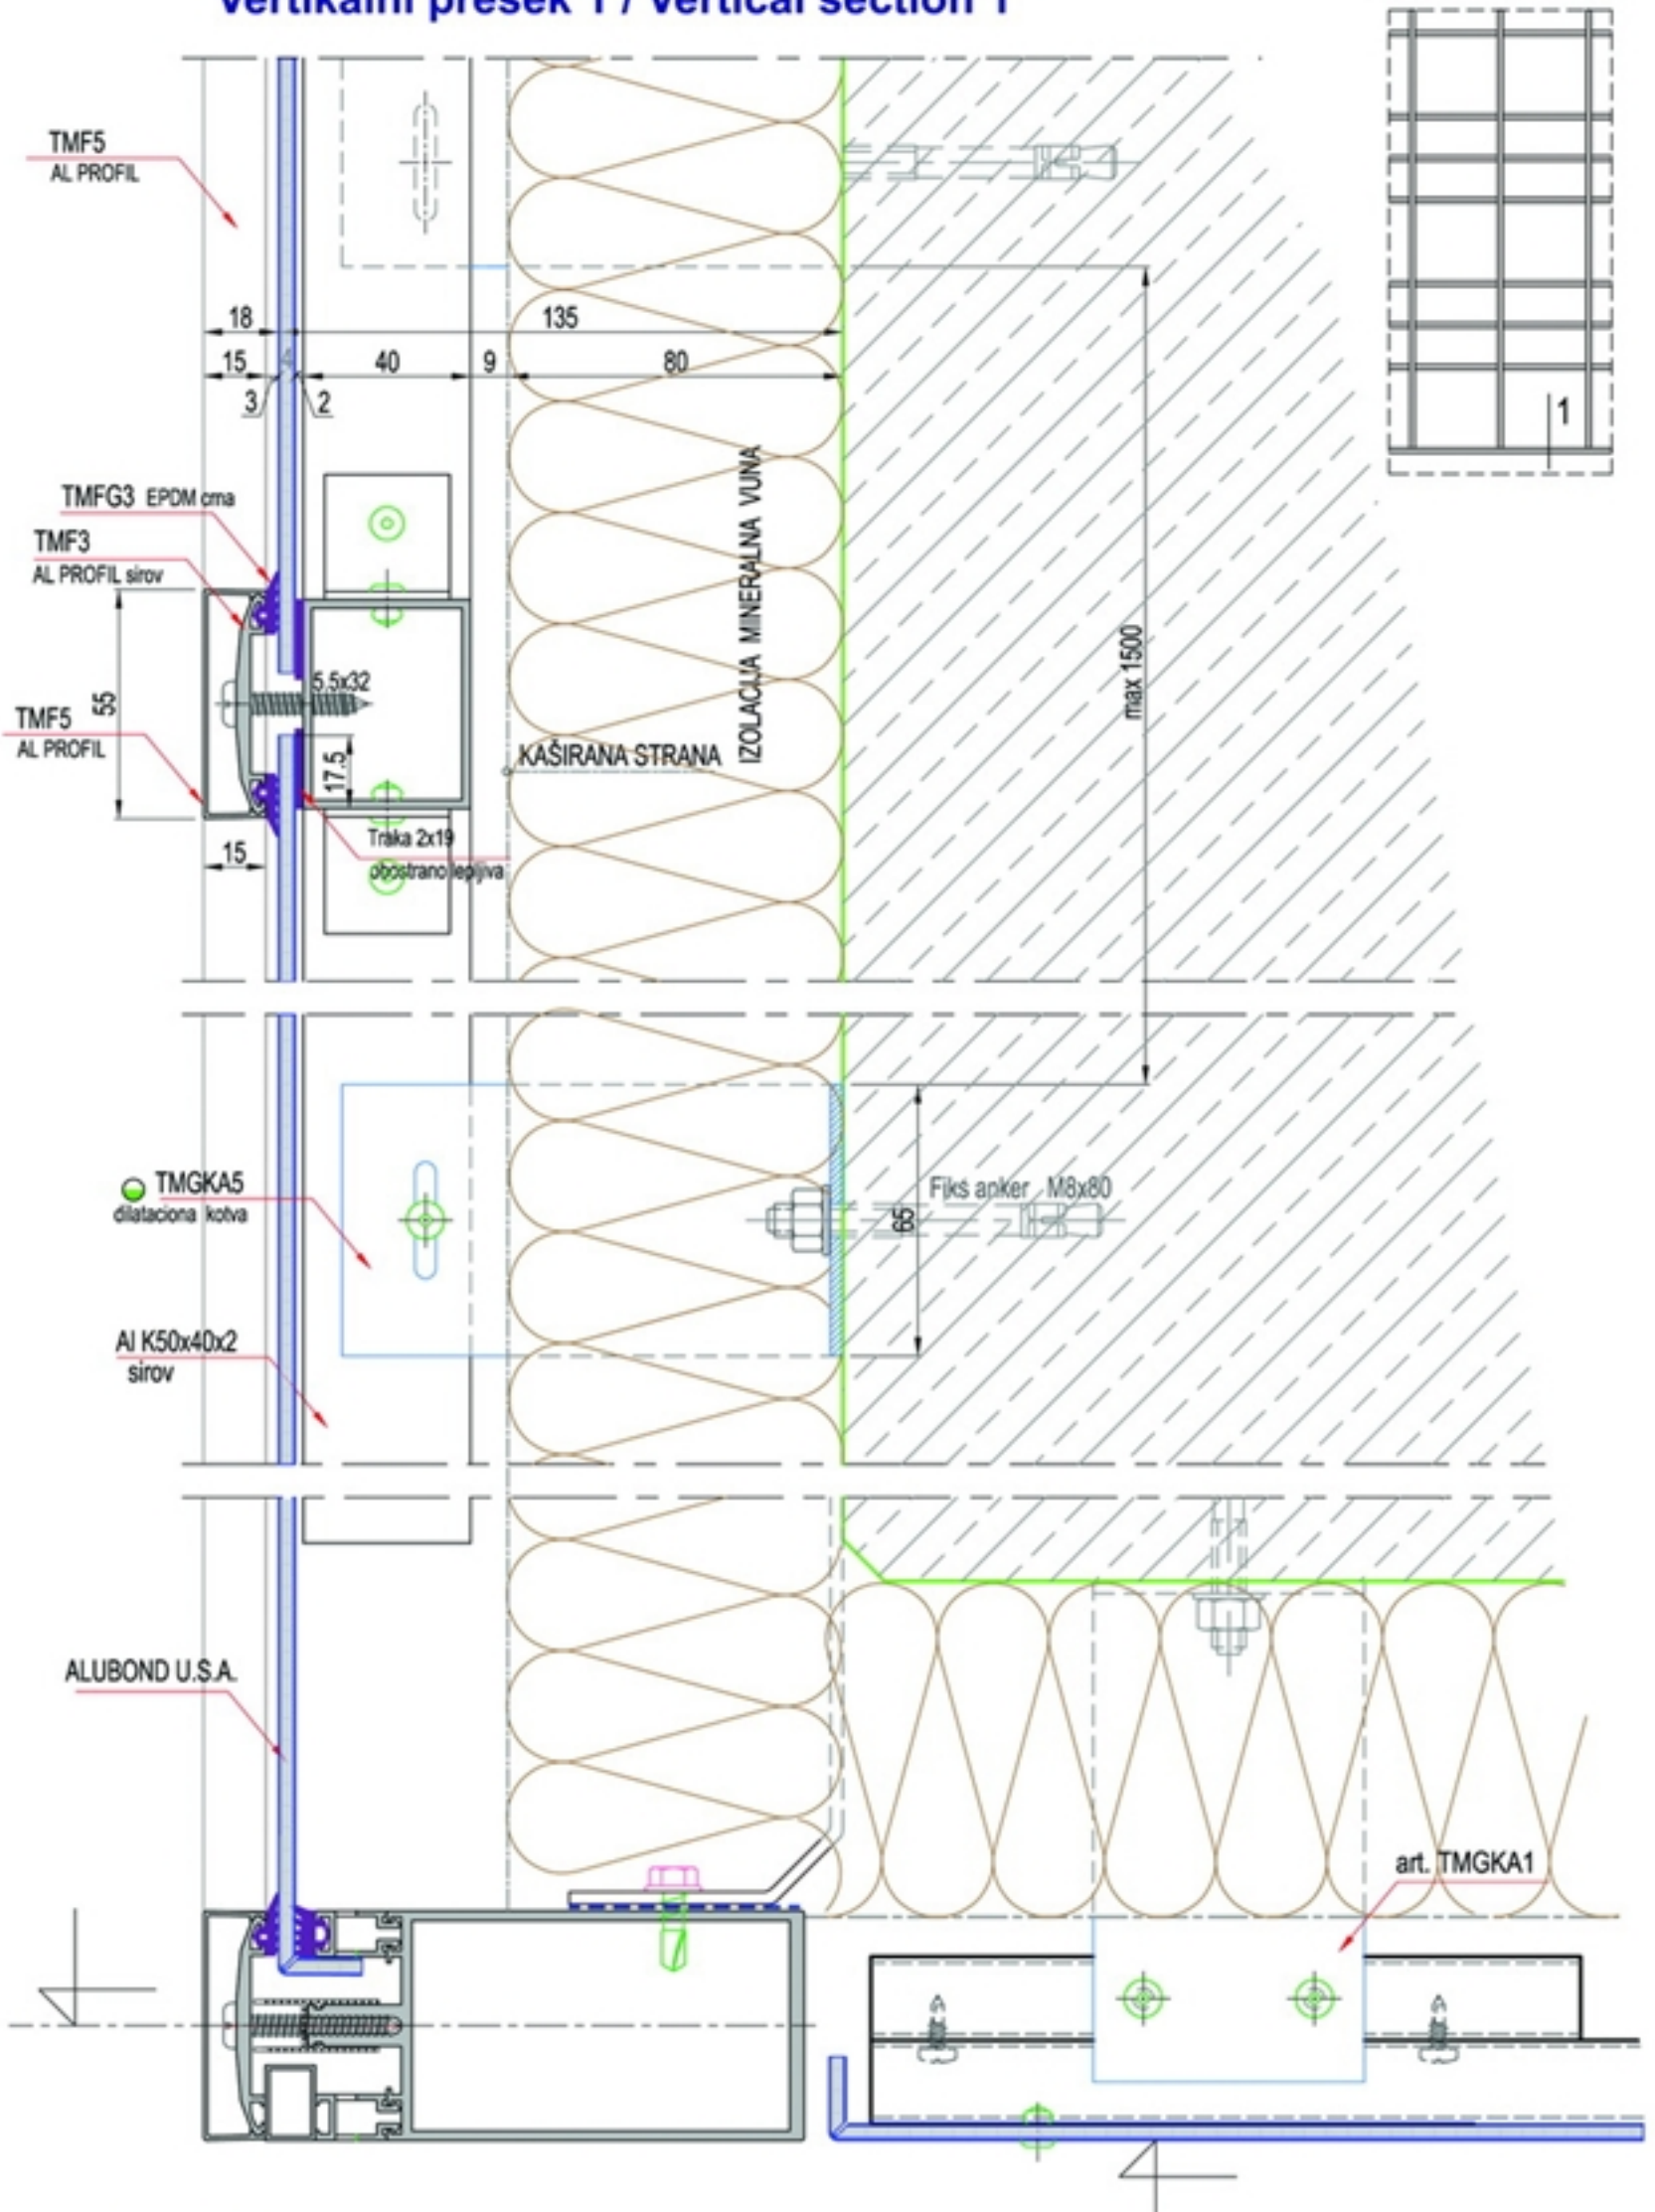 Vertikalni presek 1 / Vertical section 1
TMF5
AL PROFIL
18
135
15
4
40
9
80
3
2
1
TMFG3 EPDM crna
TMF3
AL PROFIL sirov
55
5.5x32
TMF5
AL PROFIL
17.5
KAŠIRANA STRANA
IZOLACIJA MINERALNA VUNA
max 1500
15
Traka 2x19
obostrano lepljiva
TMGKA5
dilataciona kotva
Fiks anker M8x80
65
Al K50x40x2
sirov
ALUBOND U.S.A.
art. TMGKA1